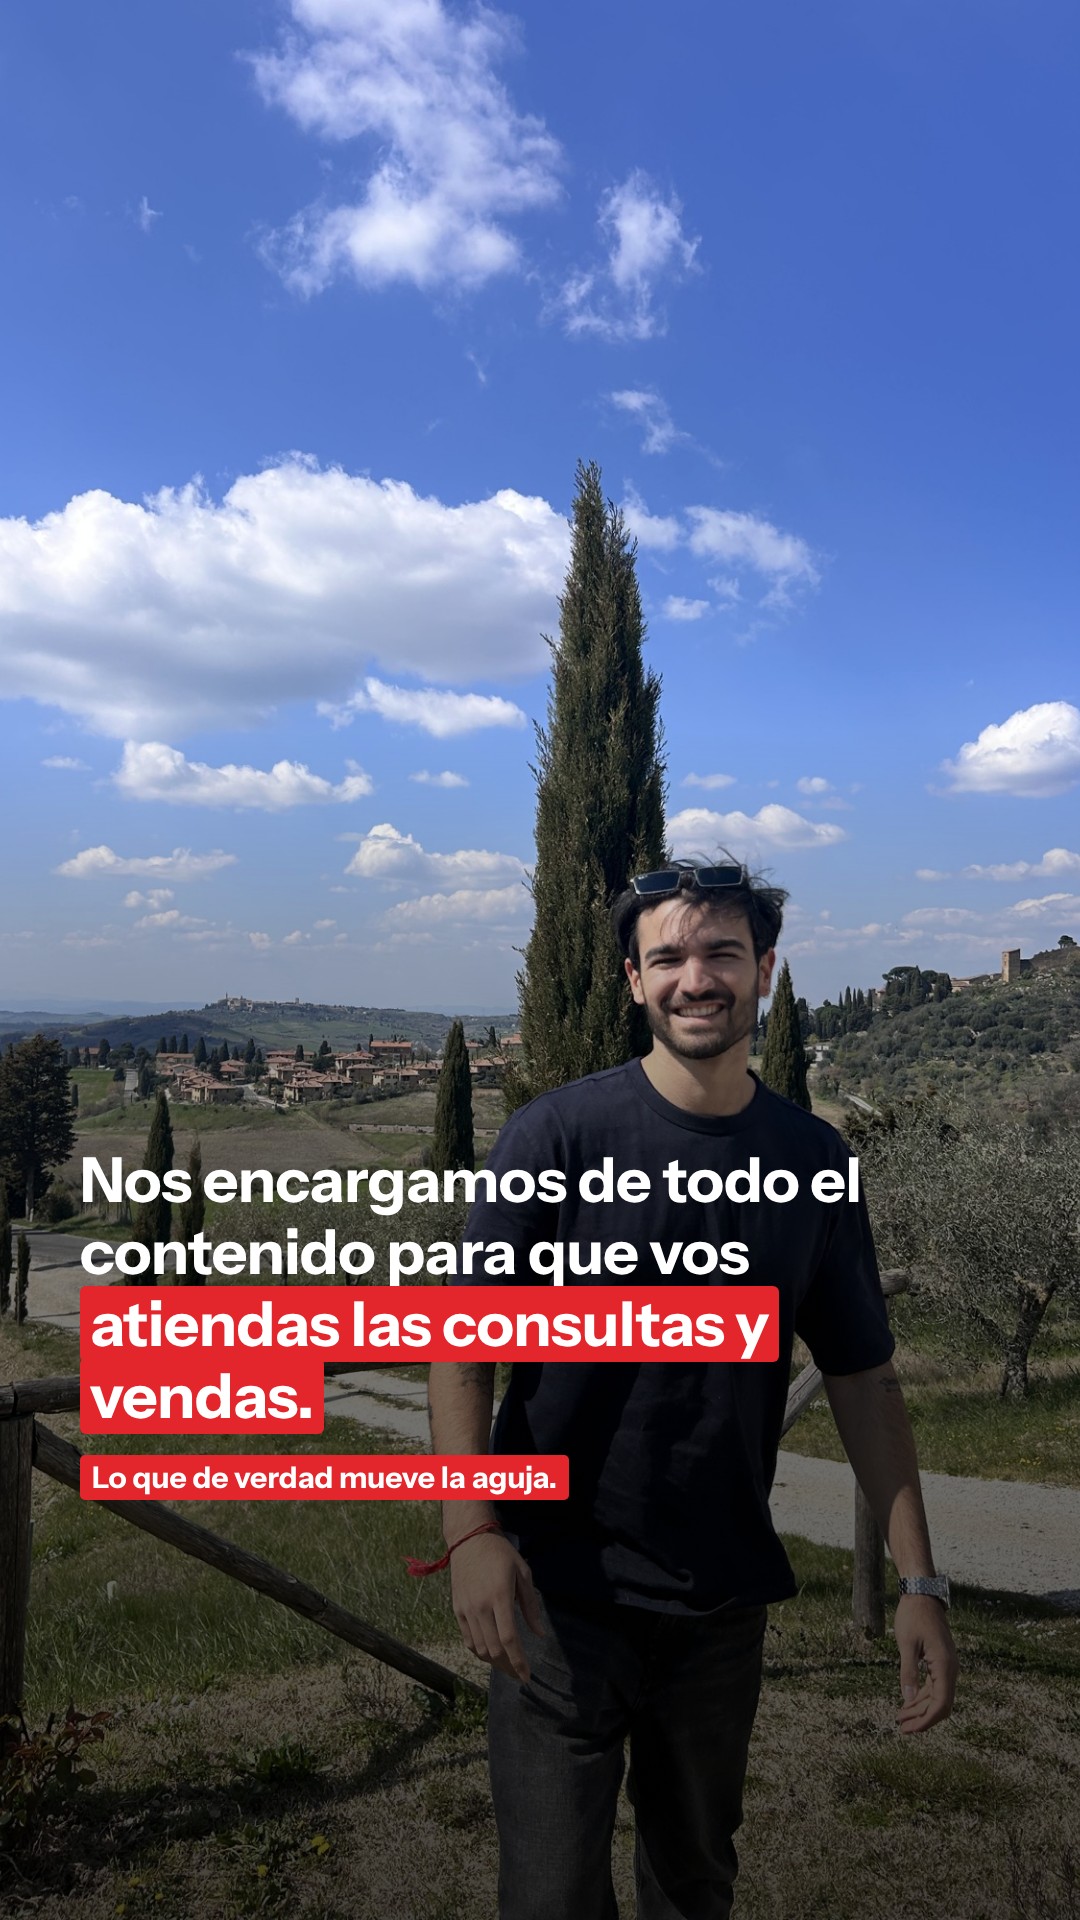 Nos encargamos de todo el
contenido para que vos
atiendas las consultas y
vendas.
Lo que de verdad mueve la aguja.